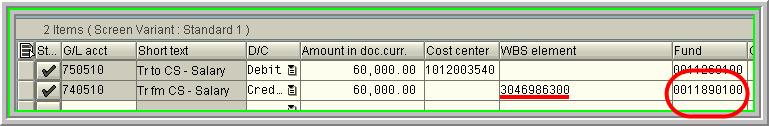 2 Items ( Screen Variant : Standard 1 )
St... G/L acct Short text D/C Amount in doc.curr. Cost center WBS element Fund
750510 Tr to CS - Salary Debit 60,000.00 1012003540 0011260100
740510 Tr fm CS - Salary Cred… 60,000.00 3046986300 0011890100